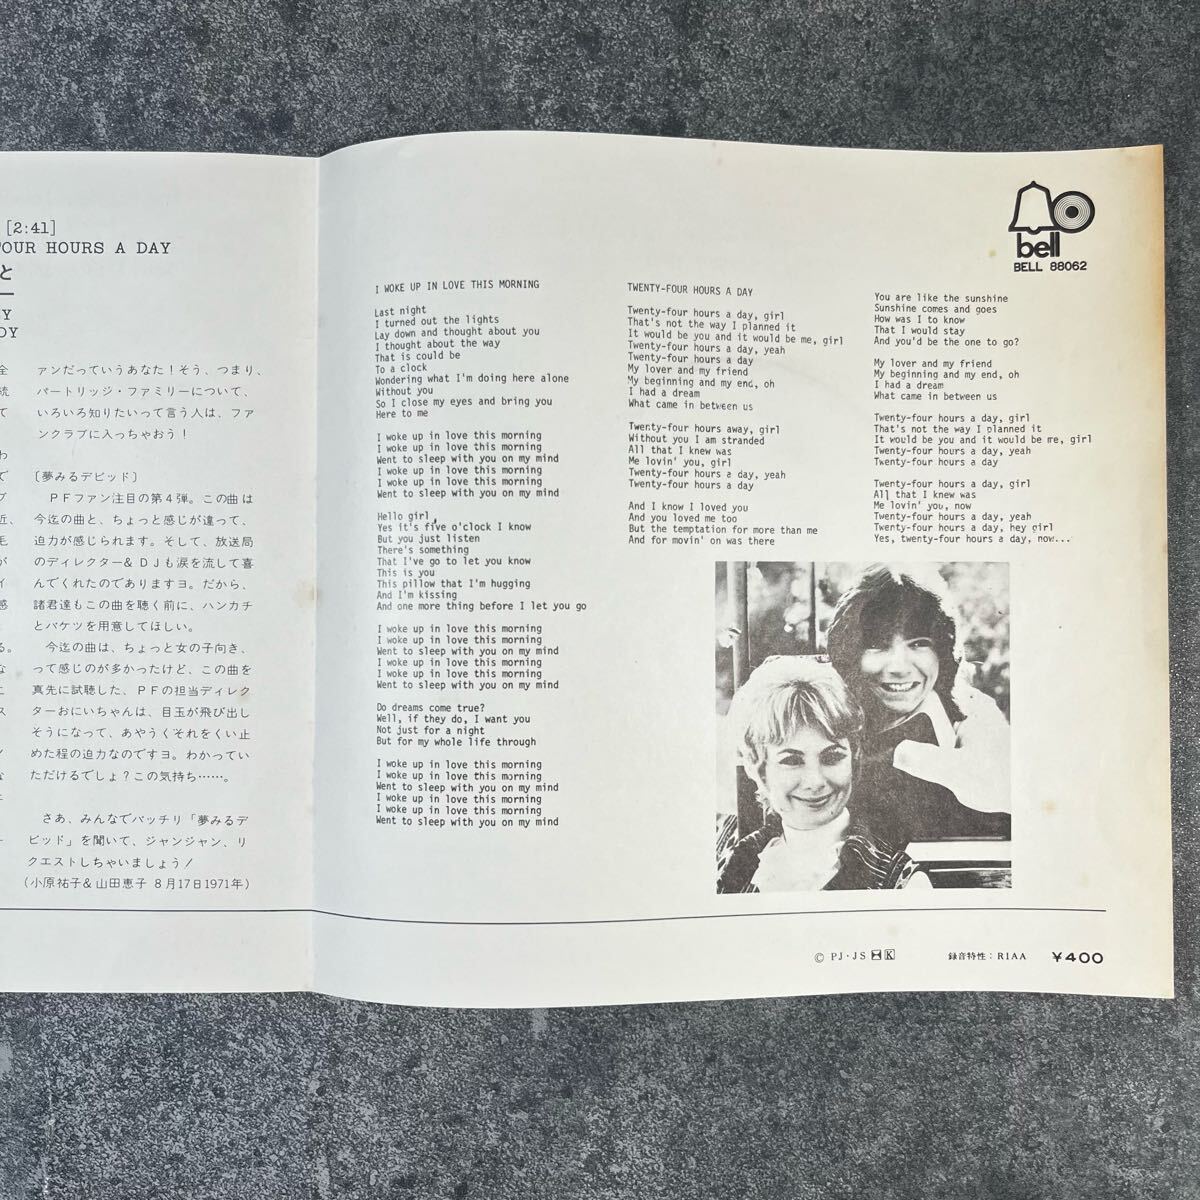 [2:41]
FOUR HOURS A DAY
と
Y
DY
全
統
て
わ
で
プ
近、
毛
が
イ
感
る。
な
こ
ス
な
ァンだっていうあなた!そう、つまり、
パートリッジ・ファミリーについて、
いろいろ知りたいって言う人は、ファ
ンクラブに入っちゃおう!
〔夢みるデビッド〕
PFファン注目の第4弾。この曲は
今迄の曲と、ちょっと感じが違って、
迫力が感じられます。そして、放送局
のディレクター&DJも涙を流して喜
んでくれたのでありますヨ。だから、
諸君達もこの曲を聴く前に、ハンカチ
とバケツを用意してほしい。
今迄の曲は、ちょっと女の子向き、
って感じのが多かったけど、この曲を
真先に試聴した、PFの担当ディレク
ターおにいちゃんは、目玉が飛び出し
そうになって、あやうくそれをくい止
めた程の迫力なのですヨ。わかってい
ただけるでしょ?この気持ち……。
さあ、みんなでバッチリ「夢みるデ
ビッド」を聞いて、ジャンジャン、リ
クエストしちゃいましょう!
(小原祐子&山田恵子 8月17日1971年)
bell
BELL 88062
I WOKE UP IN LOVE THIS MORNING
Last night
I turned out the lights
Lay down and thought about you
I thought about the way
That is could be
To a clock
Wondering what I'm doing here alone
Without you
So I close my eyes and bring you
Here to me
I woke up in love this morning
I woke up in love this morning
Went to sleep with you on my mind
I woke up in love this morning
I woke up in love this morning
Went to sleep with you on my mind
Hello girl,
Yes it's five o'clock I know
But you just listen
There's something
That I've go to let you know
This is you
This pillow that I'm hugging
And I'm kissing
And one more thing before I let you go
I woke up in love this morning
I woke up in love this morning
Went to sleep with you on my mind
I woke up in love this morning
I woke up in love this morning
Went to sleep with you on my mind
Do dreams come true?
Well, if they do, I want you
Not just for a night
But for my whole life through
I woke up in love this morning
I woke up in love this morning
Went to sleep with you on my mind
I woke up in love this morning
I woke up in love this morning
Went to sleep with you on my mind
TWENTY-FOUR HOURS A DAY
Twenty-four hours a day, girl
That's not the way I planned it
It would be you and it would be me, girl
Twenty-four hours a day, yeah
Twenty-four hours a day
My lover and my friend
My beginning and my end, oh
I had a dream
What came in between us
Twenty-four hours away, girl
Without you I am stranded
All that I knew was
Me lovin' you, girl
Twenty-four hours a day, yeah
Twenty-four hours a day
And I know I loved you
And you loved me too
But the temptation for more than me
And for movin' on was there
You are like the sunshine
Sunshine comes and goes
How was I to know
That I would stay
And you'd be the one to go?
My lover and my friend
My beginning and my end, oh
I had a dream
What came in between us
Twenty-four hours a day, girl
That's not the way I planned it
It would be you and it would be me, girl
Twenty-four hours a day, yeah
Twenty-four hours a day
Twenty-four hours a day, girl
All that I knew was
Me lovin' you, now
Twenty-four hours a day, yeah
Twenty-four hours a day, hey girl
Yes, twenty-four hours a day, now...
© PJ・JS K
録音特性:RIAA
¥400